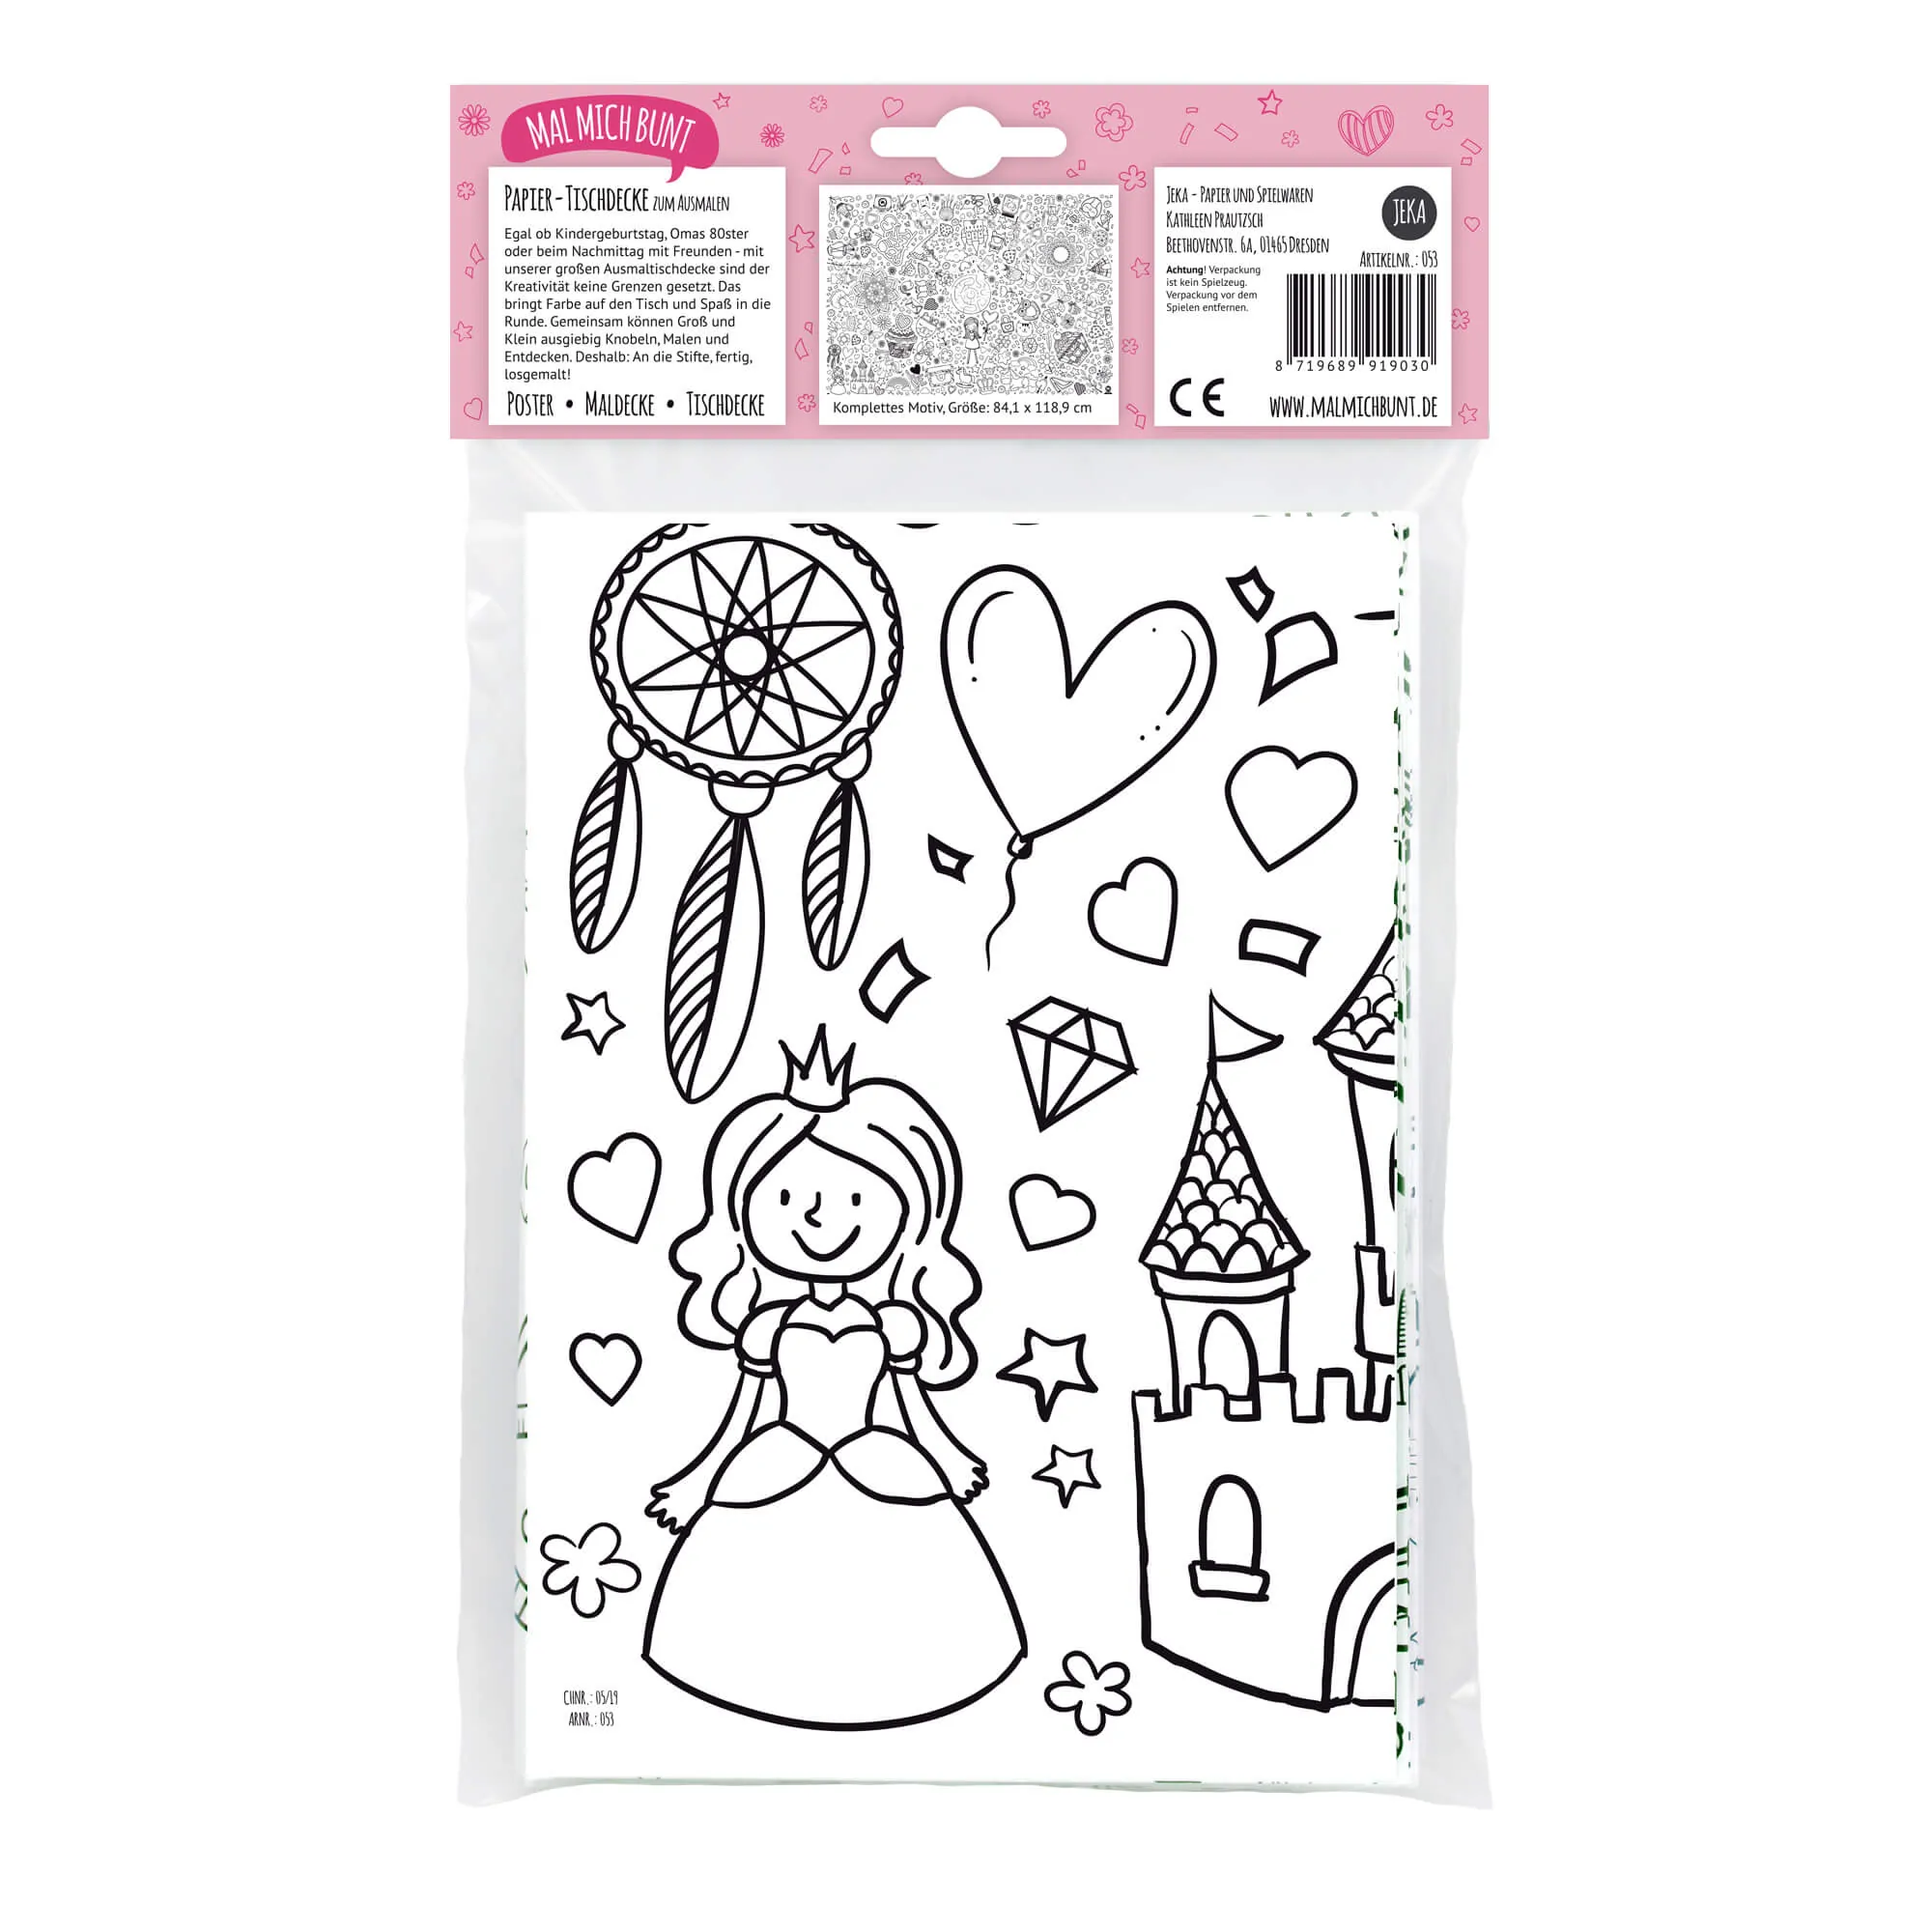 MAL MICH BUNT
PAPIER-TISCHDECKE ZUM AUSMALEN
Egal ob Kindergeburtstag, Omas 80ster
oder beim Nachmittag mit Freunden - mit
unserer großen Ausmaltischdecke sind der
Kreativität keine Grenzen gesetzt. Das
bringt Farbe auf den Tisch und Spaß in die
Runde. Gemeinsam können Groß und
Klein ausgiebig Knobeln, Malen und
Entdecken. Deshalb: An die Stifte, fertig,
losgemalt!
POSTER • MALDECKE • TISCHDECKE
Komplettes Motiv, Größe: 84,1 x 118,9 cm
JEKA - PAPIER UND SPIELWAREN
KATHLEEN PRAUTZSCH
BEETHOVENSTR. 6A, 01465 DRESDEN
JEKA
ARTIKELNR.: 053
Achtung! Verpackung
ist kein Spielzeug.
Verpackung vor dem
Spielen entfernen.
8 719689 919030
CE
WWW.MALMICHBUNT.DE
CHNR.: 05/19
ARNR.: 053